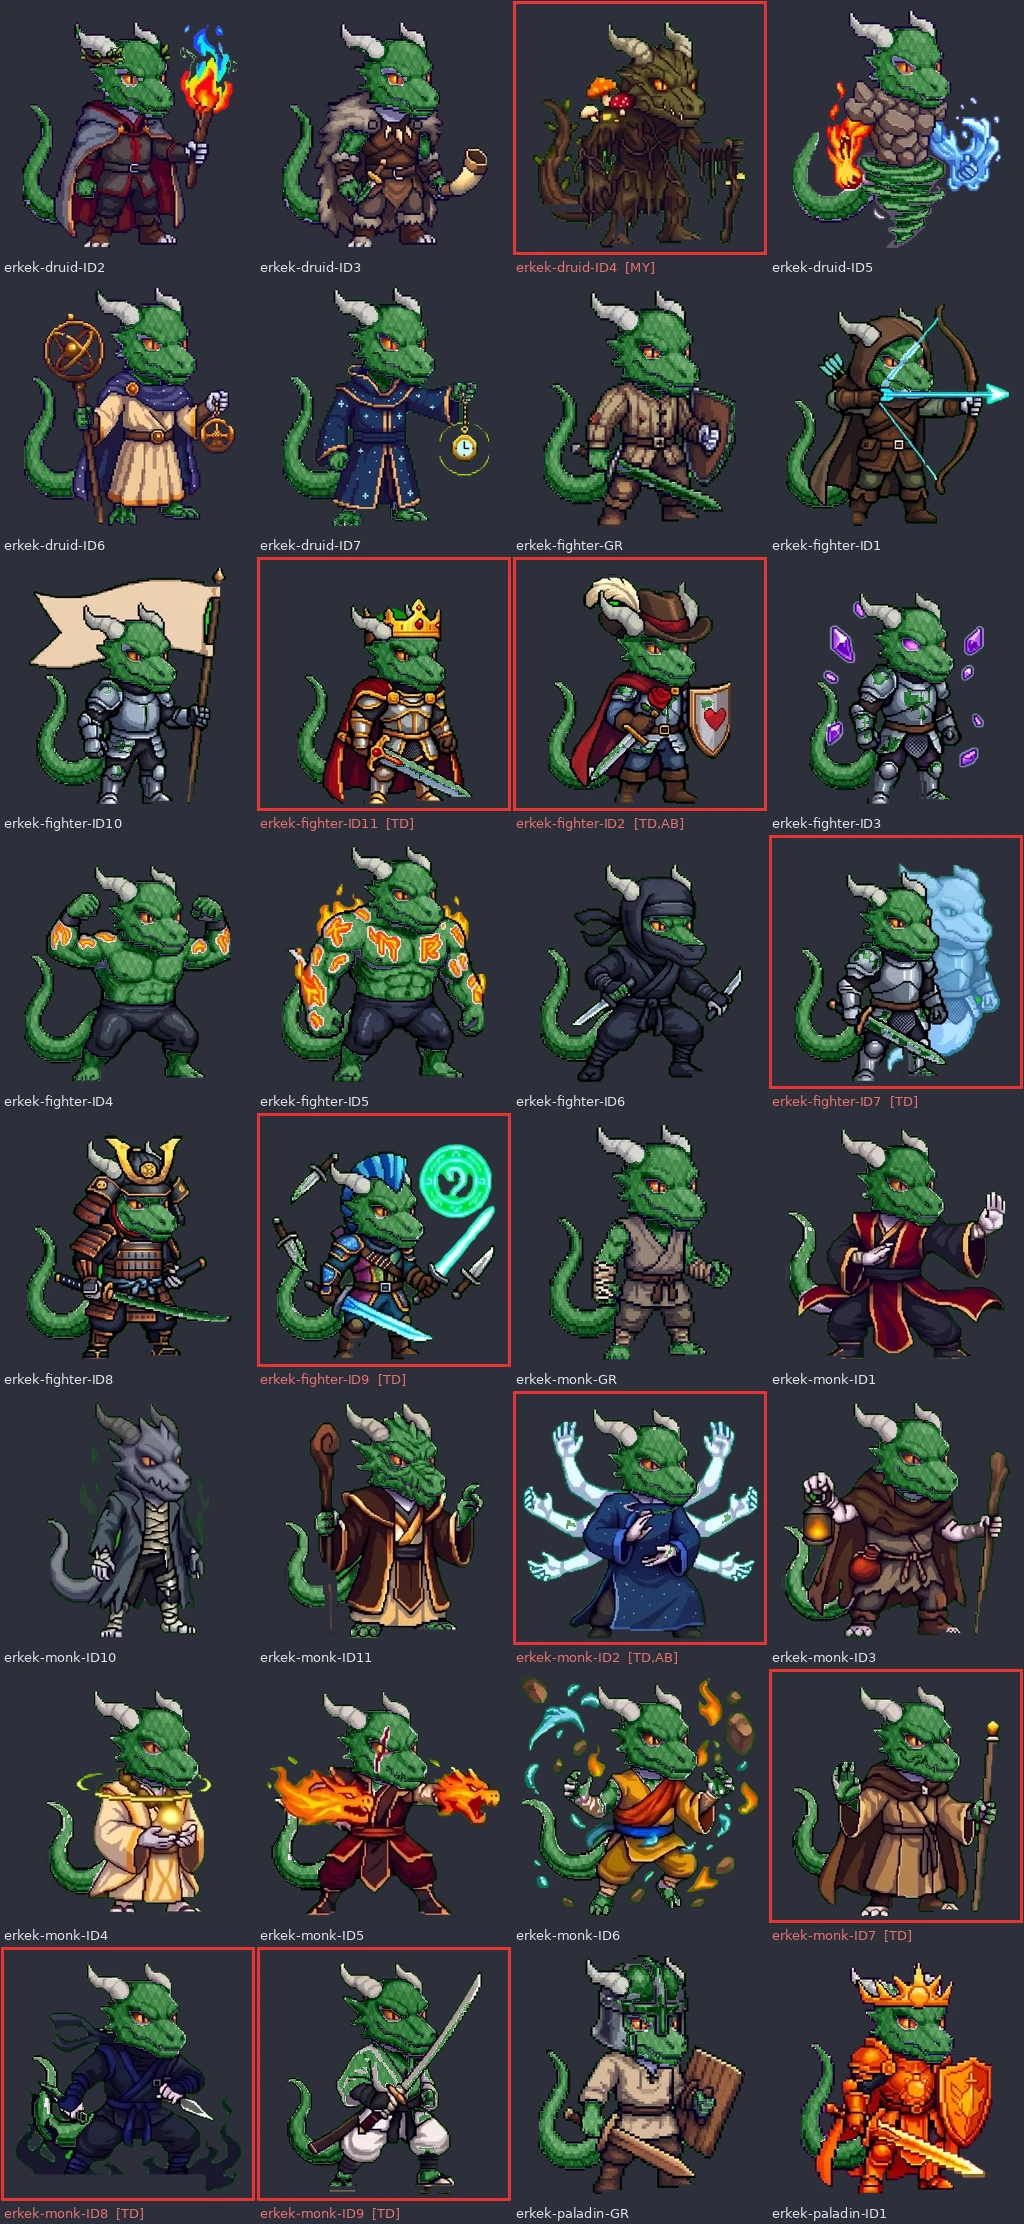 erkek-druid-ID2
erkek-druid-ID3
erkek-druid-ID4 [MY]
erkek-druid-ID5
erkek-druid-ID6
erkek-druid-ID7
erkek-fighter-GR
erkek-fighter-ID1
erkek-fighter-ID10
erkek-fighter-ID11 [TD]
erkek-fighter-ID2 [TD,AB]
erkek-fighter-ID3
erkek-fighter-ID4
erkek-fighter-ID5
erkek-fighter-ID6
erkek-fighter-ID7 [TD]
erkek-fighter-ID8
erkek-fighter-ID9 [TD]
erkek-monk-GR
erkek-monk-ID1
erkek-monk-ID10
erkek-monk-ID11
erkek-monk-ID2 [TD,AB]
erkek-monk-ID3
erkek-monk-ID4
erkek-monk-ID5
erkek-monk-ID6
erkek-monk-ID7 [TD]
erkek-monk-ID8 [TD]
erkek-monk-ID9 [TD]
erkek-paladin-GR
erkek-paladin-ID1